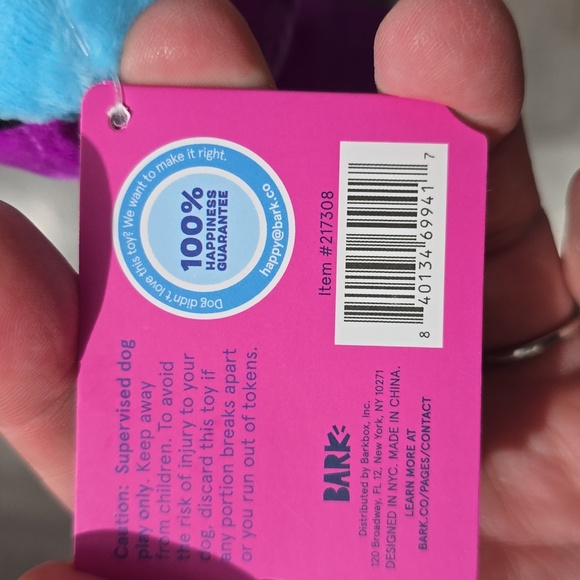 Dog didn't love this toy? We want to make it right.
happy@bark.co
100%
HAPPINESS
GUARANTEE
Item #217308
8 40134 69941 7
Caution: Supervised dog
play only. Keep away
from children. To avoid
the risk of injury to your
dog, discard this toy if
any portion breaks apart
or you run out of tokens.
BARK
Distributed by Barkbox, Inc.
120 Broadway, FL 12, New York, NY 10271
DESIGNED IN NYC. MADE IN CHINA.
LEARN MORE AT
BARK.CO/PAGES/CONTACT